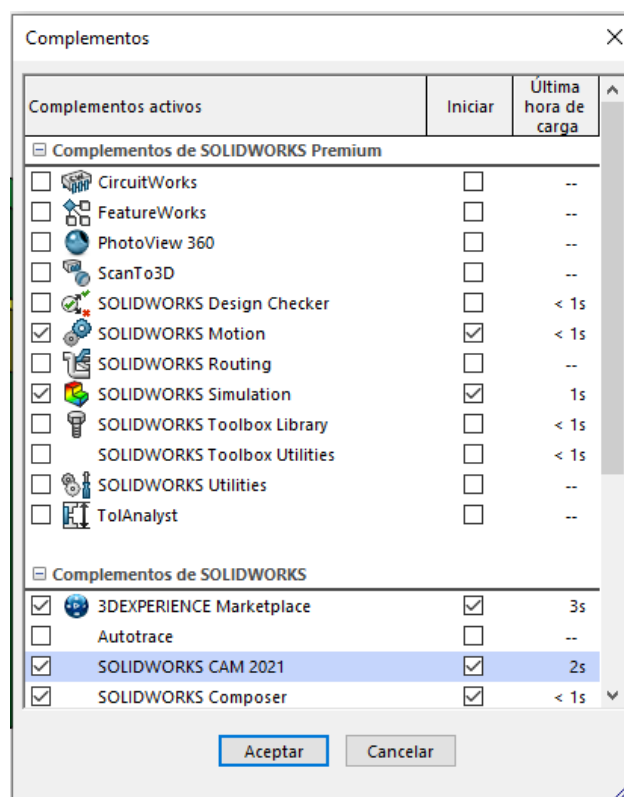 Complementos
Complementos activos Iniciar Última hora de carga
Complementos de SOLIDWORKS Premium
CircuitWorks --
FeatureWorks --
PhotoView 360 --
ScanTo3D --
SOLIDWORKS Design Checker < 1s
SOLIDWORKS Motion < 1s
SOLIDWORKS Routing --
SOLIDWORKS Simulation 1s
SOLIDWORKS Toolbox Library < 1s
SOLIDWORKS Toolbox Utilities < 1s
SOLIDWORKS Utilities --
TolAnalyst --
Complementos de SOLIDWORKS
3DEXPERIENCE Marketplace 3s
Autotrace --
SOLIDWORKS CAM 2021 2s
SOLIDWORKS Composer < 1s
Aceptar Cancelar